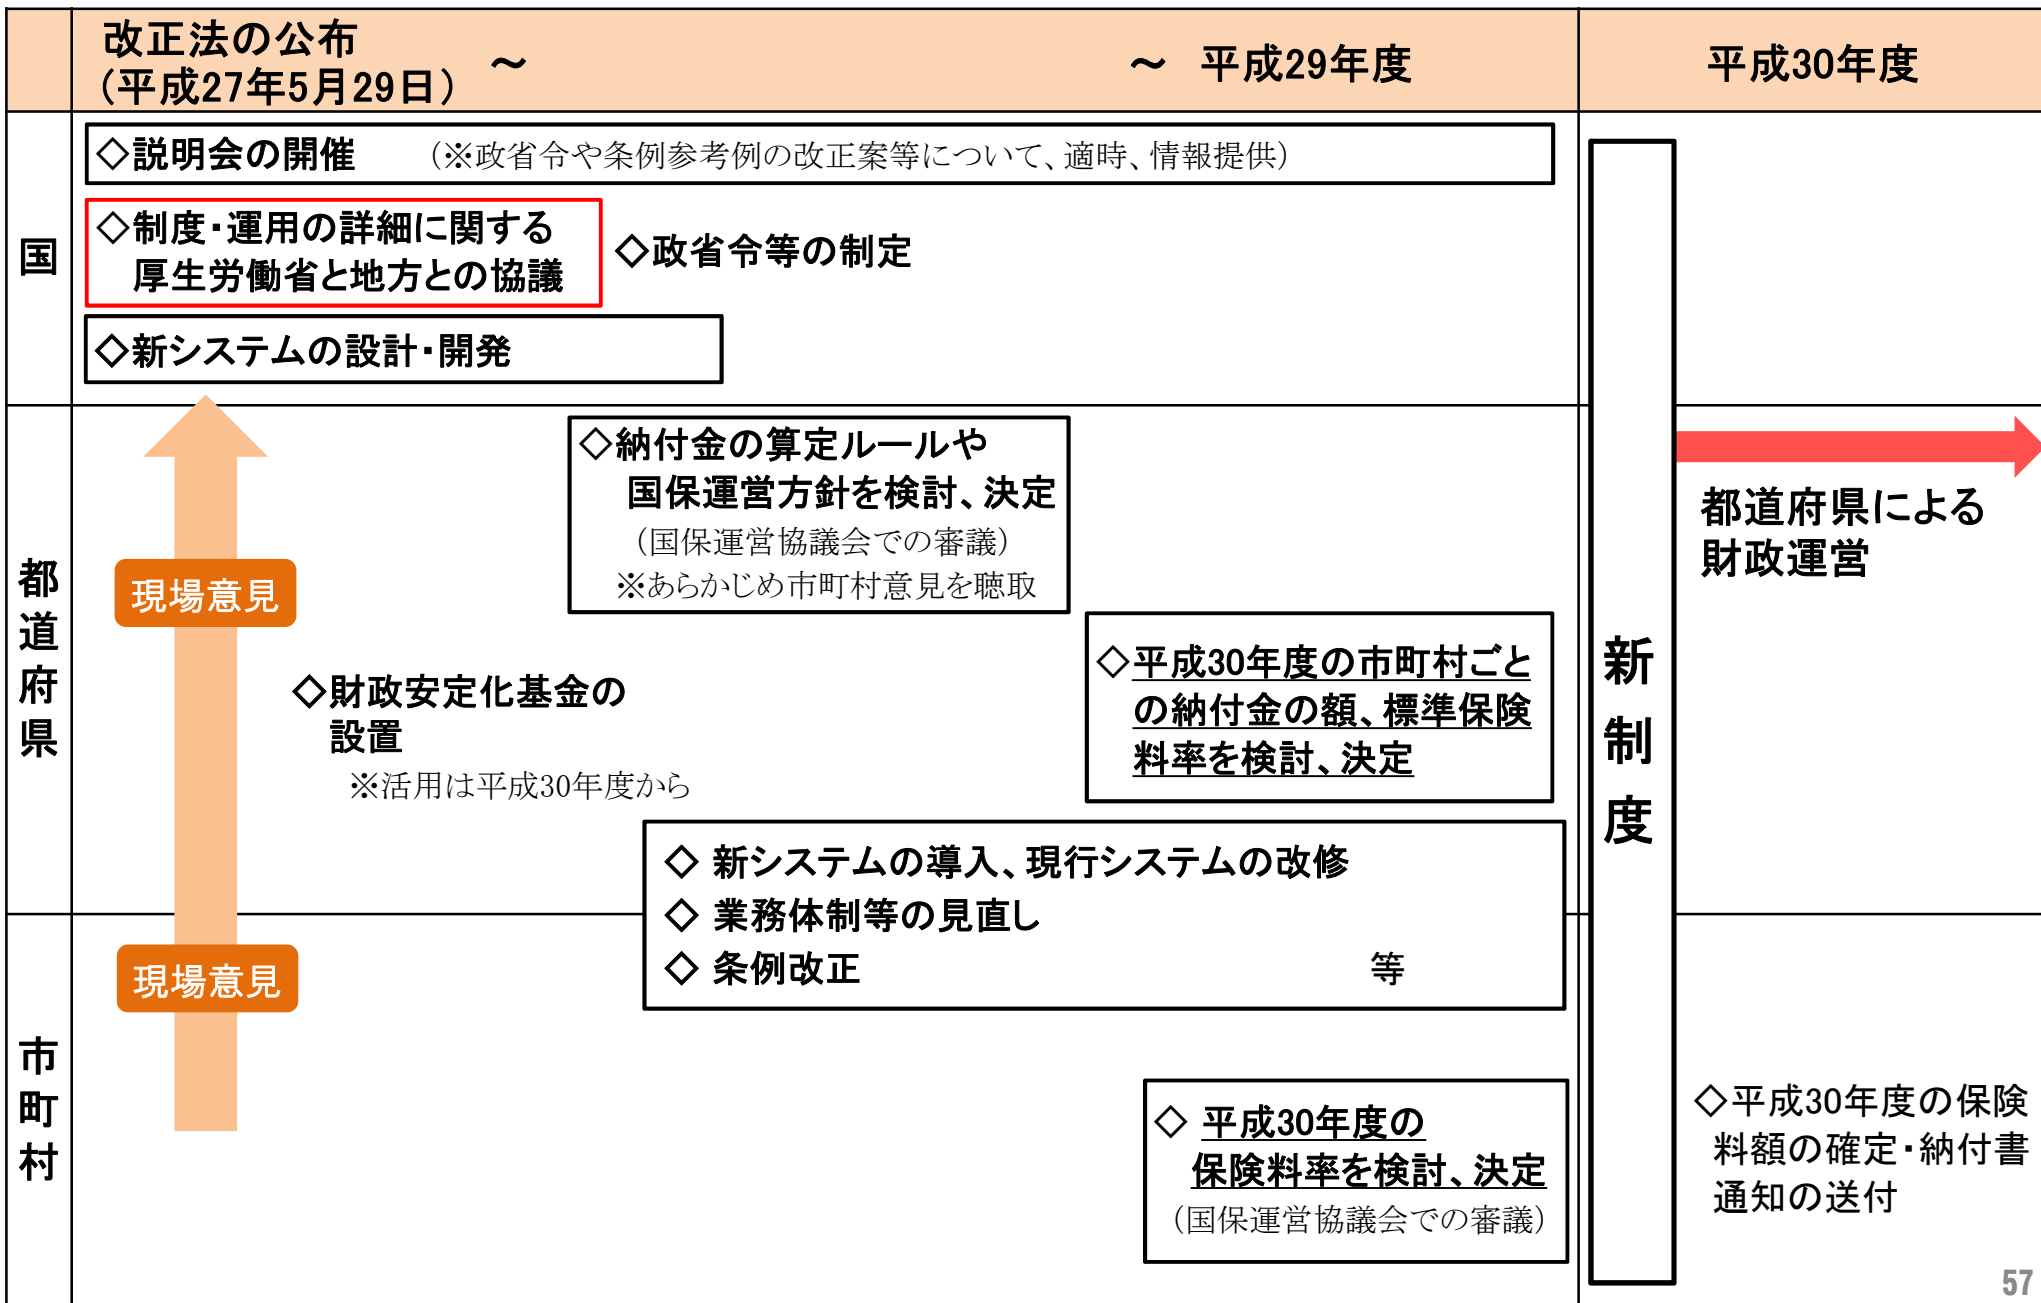 改正法の公布
(平成27年5月29日) ～
～ 平成29年度
平成30年度
国
◇説明会の開催 (※政省令や条例参考例の改正案等について、適時、情報提供)
◇制度・運用の詳細に関する
厚生労働省と地方との協議
◇政省令等の制定
◇新システムの設計・開発
都道府県
現場意見
◇納付金の算定ルールや
国保運営方針を検討、決定
(国保運営協議会での審議)
※あらかじめ市町村意見を聴取
◇財政安定化基金の
設置
※活用は平成30年度から
◇平成30年度の市町村ごと
の納付金の額、標準保険
料率を検討、決定
新制度
都道府県による
財政運営
◇ 新システムの導入、現行システムの改修
◇ 業務体制等の見直し
◇ 条例改正 等
市町村
現場意見
◇ 平成30年度の
保険料率を検討、決定
(国保運営協議会での審議)
◇平成30年度の保険
料額の確定・納付書
通知の送付
57